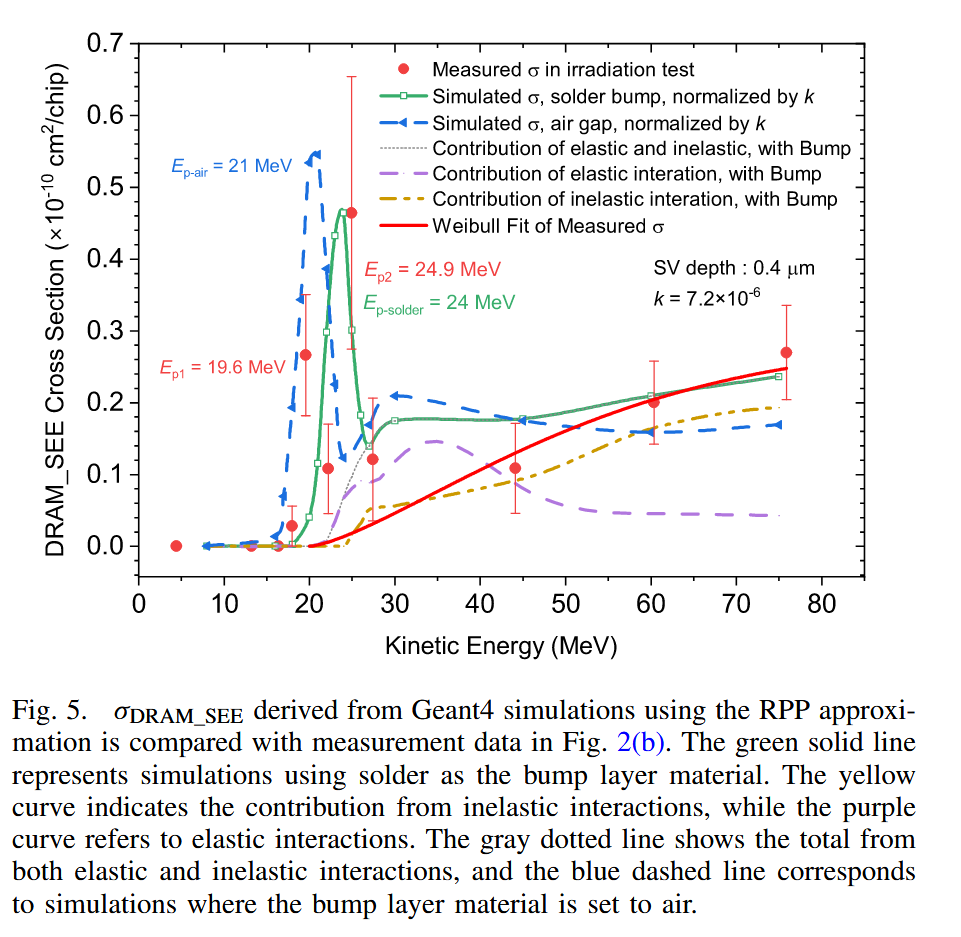 0.7
0.6
0.5
0.4
0.3
0.2
0.1
0.0
DRAM_SEE Cross Section (×10⁻¹⁰ cm²/chip)
Measured σ in irradiation test
Simulated σ, solder bump, normalized by k
Simulated σ, air gap, normalized by k
Contribution of elastic and inelastic, with Bump
Contribution of elastic interation, with Bump
Contribution of inelastic interation, with Bump
Weibull Fit of Measured σ
Ep-air = 21 MeV
Ep2 = 24.9 MeV
Ep-solder = 24 MeV
SV depth : 0.4 μm
k = 7.2×10⁻⁶
Ep1 = 19.6 MeV
0 10 20 30 40 50 60 70 80
Kinetic Energy (MeV)
Fig. 5. σDRAM_SEE derived from Geant4 simulations using the RPP approxi-
mation is compared with measurement data in Fig. 2(b). The green solid line
represents simulations using solder as the bump layer material. The yellow
curve indicates the contribution from inelastic interactions, while the purple
curve refers to elastic interactions. The gray dotted line shows the total from
both elastic and inelastic interactions, and the blue dashed line corresponds
to simulations where the bump layer material is set to air.